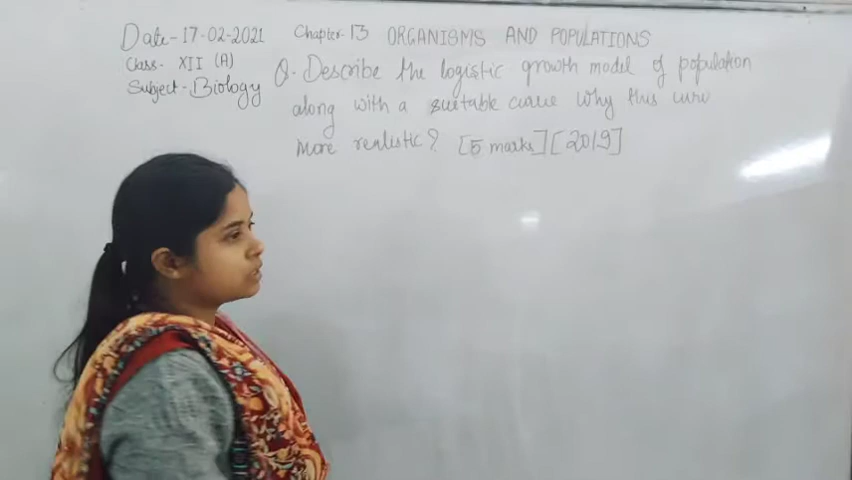 Date-17-02-2021
Class- XII (A)
Subject-Biology
Chapter-13 ORGANISMS AND POPULATIONS
Q. Describe the logistic growth model of population
along with a suitable curve why this curve
more realistic? [5 marks] [2019]